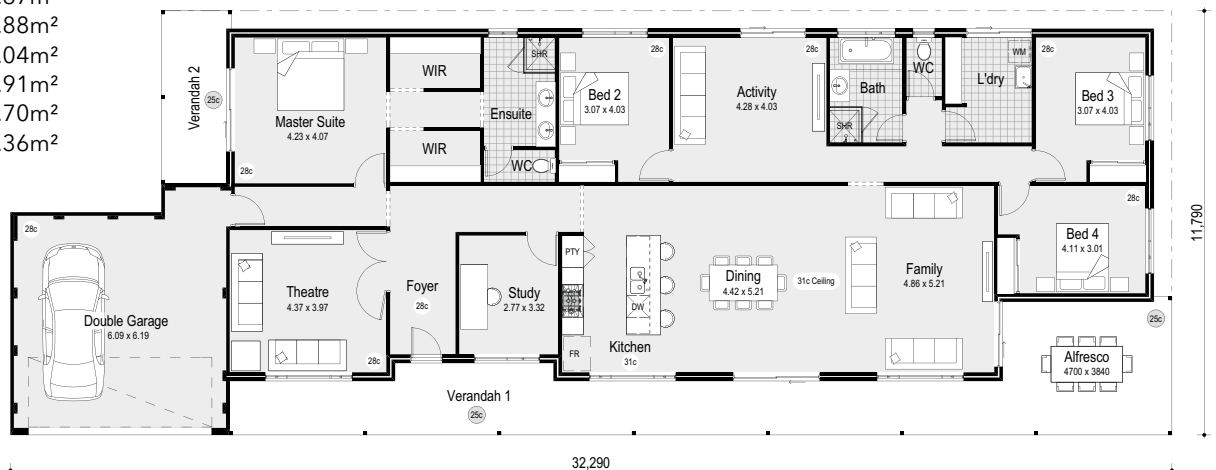 .88m²
.04m²
.91m²
.70m²
.36m²
Verandah 2
25c
Master Suite
4.23 x 4.07
28c
WIR
WIR
SHR
Ensuite
WC
28c
Bed 2
3.07 x 4.03
Activity
4.28 x 4.03
28c
Bath
SHR
WC
WM
L'dry
28c
Bed 3
3.07 x 4.03
28c
Bed 4
4.11 x 3.01
11,790
28c
Double Garage
6.09 x 6.19
Theatre
4.37 x 3.97
28c
Foyer
28c
Study
2.77 x 3.32
PTY
DW
FR
Kitchen
31c
Dining
4.42 x 5.21
31c Ceiling
Family
4.86 x 5.21
25c
Alfresco
4700 x 3840
Verandah 1
25c
32,290